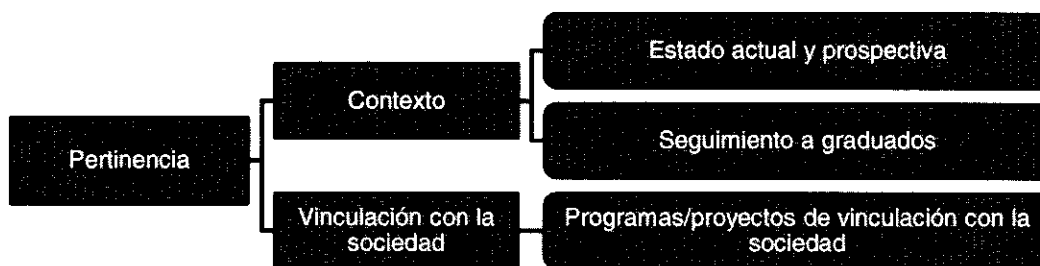 Pertinencia
Contexto
Estado actual y prospectiva
Seguimiento a graduados
Vinculación con la
sociedad
Programas/proyectos de vinculación con la
sociedad